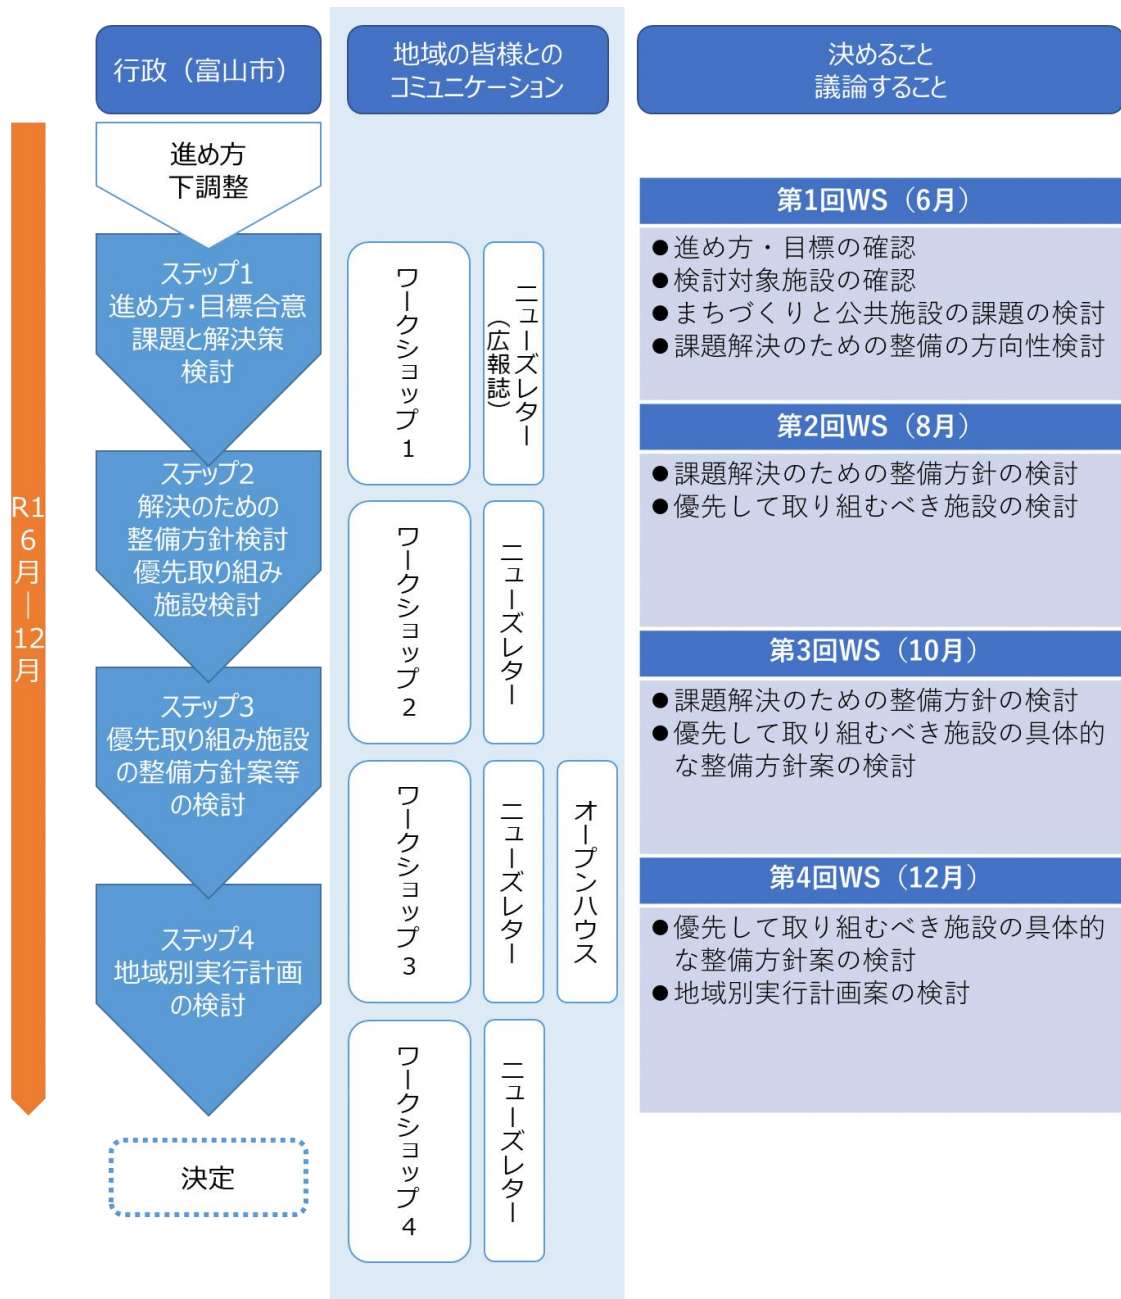 行政（富山市）
地域の皆様との
コミュニケーション
決めること
議論すること
R1
6
月
｜
12
月
進め方
下調整
ステップ1
進め方・目標合意
課題と解決策
検討
ステップ2
解決のための
整備方針検討
優先取り組み
施設検討
ステップ3
優先取り組み施設
の整備方針案等
の検討
ステップ4
地域別実行計画
の検討
決定
ワークショップ1
ニューズレター
（広報誌）
ワークショップ2
ニューズレター
ワークショップ3
ニューズレター
オープンハウス
ワークショップ4
ニューズレター
第1回WS（6月）
●進め方・目標の確認
●検討対象施設の確認
●まちづくりと公共施設の課題の検討
●課題解決のための整備の方向性検討
第2回WS（8月）
●課題解決のための整備方針の検討
●優先して取り組むべき施設の検討
第3回WS（10月）
●課題解決のための整備方針の検討
●優先して取り組むべき施設の具体的
な整備方針案の検討
第4回WS（12月）
●優先して取り組むべき施設の具体的
な整備方針案の検討
●地域別実行計画案の検討